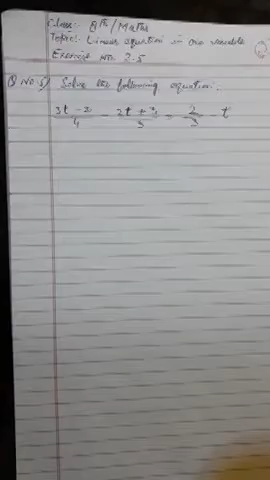 Class:- 8th/Maths
Topic:- Linear equation in one variable
Exercise No. 2.5
Q No. 5) Solve the following equation.
3t - 2/4 - 2t + 3/3 = 2/3 - t